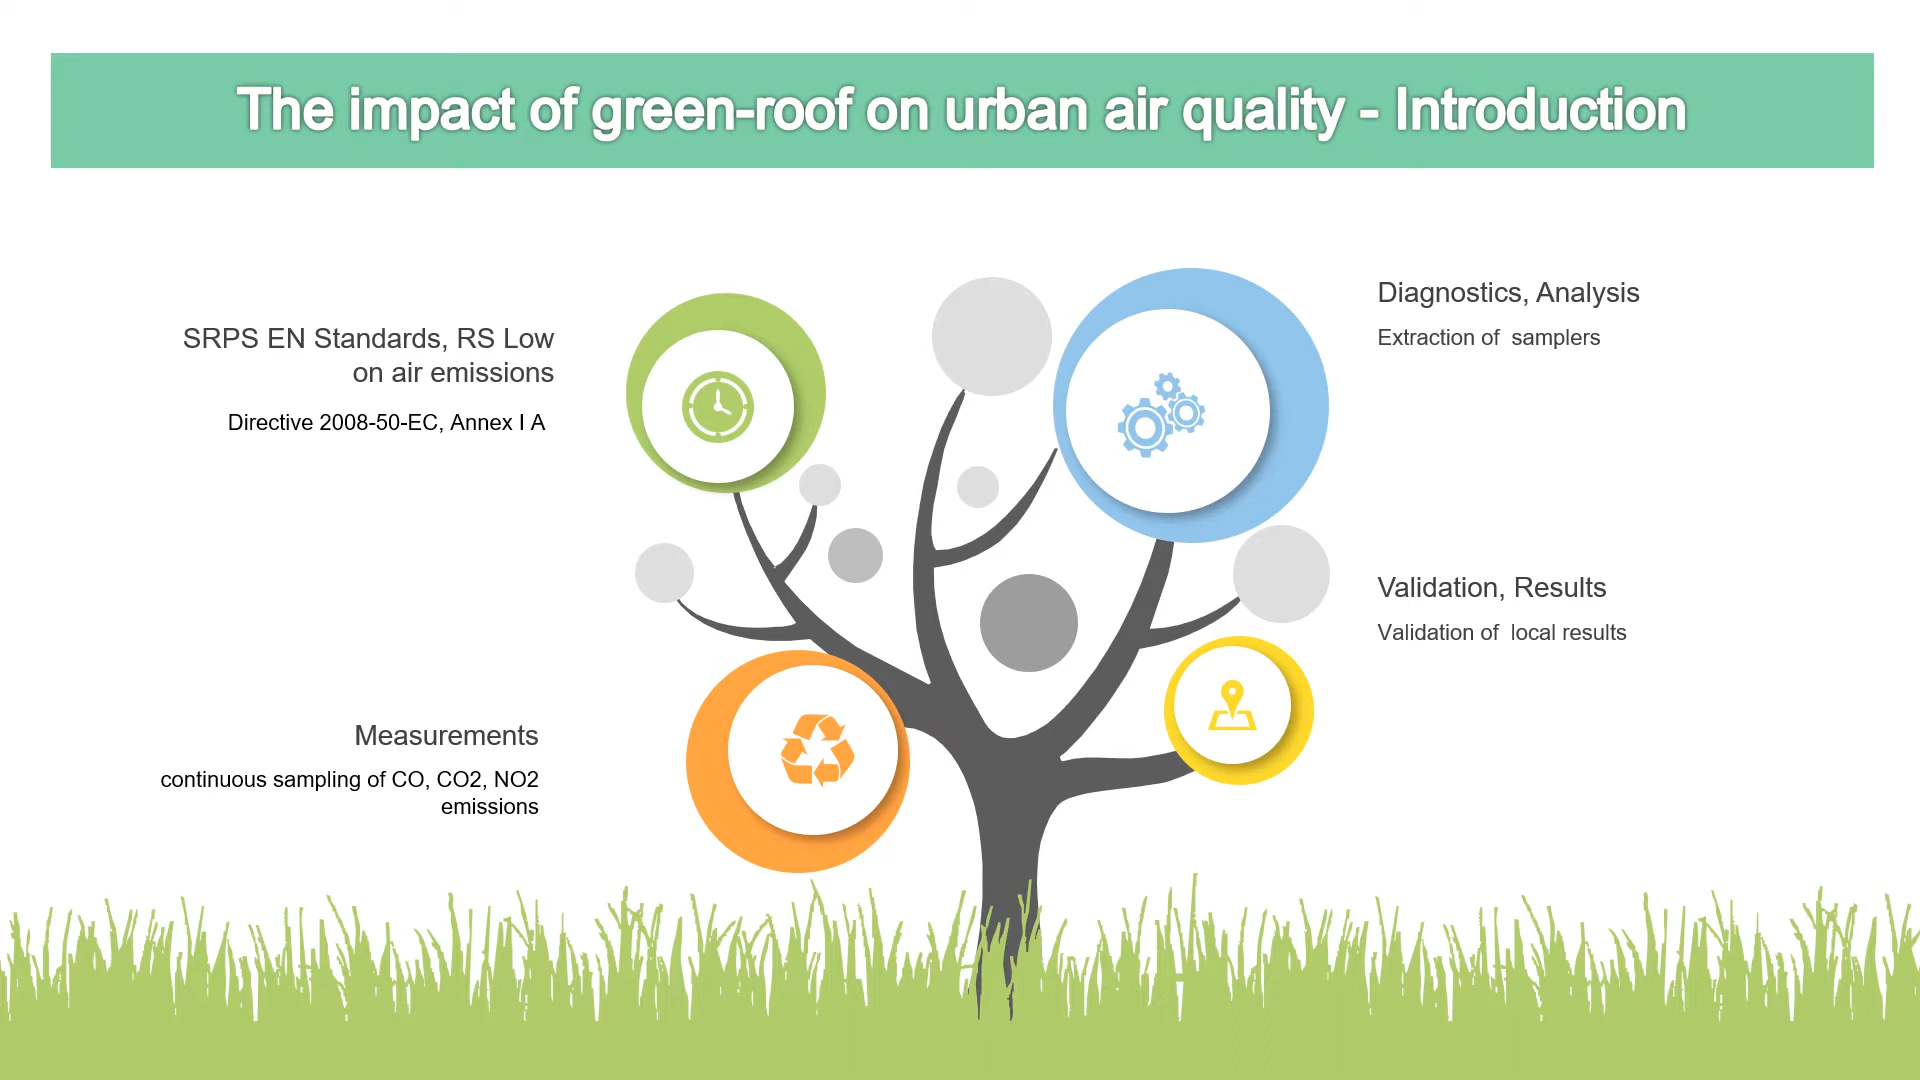 The impact of green-roof on urban air quality - Introduction
SRPS EN Standards, RS Low
on air emissions
Directive 2008-50-EC, Annex I A
Measurements
continuous sampling of CO, CO2, NO2
emissions
Diagnostics, Analysis
Extraction of  samplers
Validation, Results
Validation of  local results